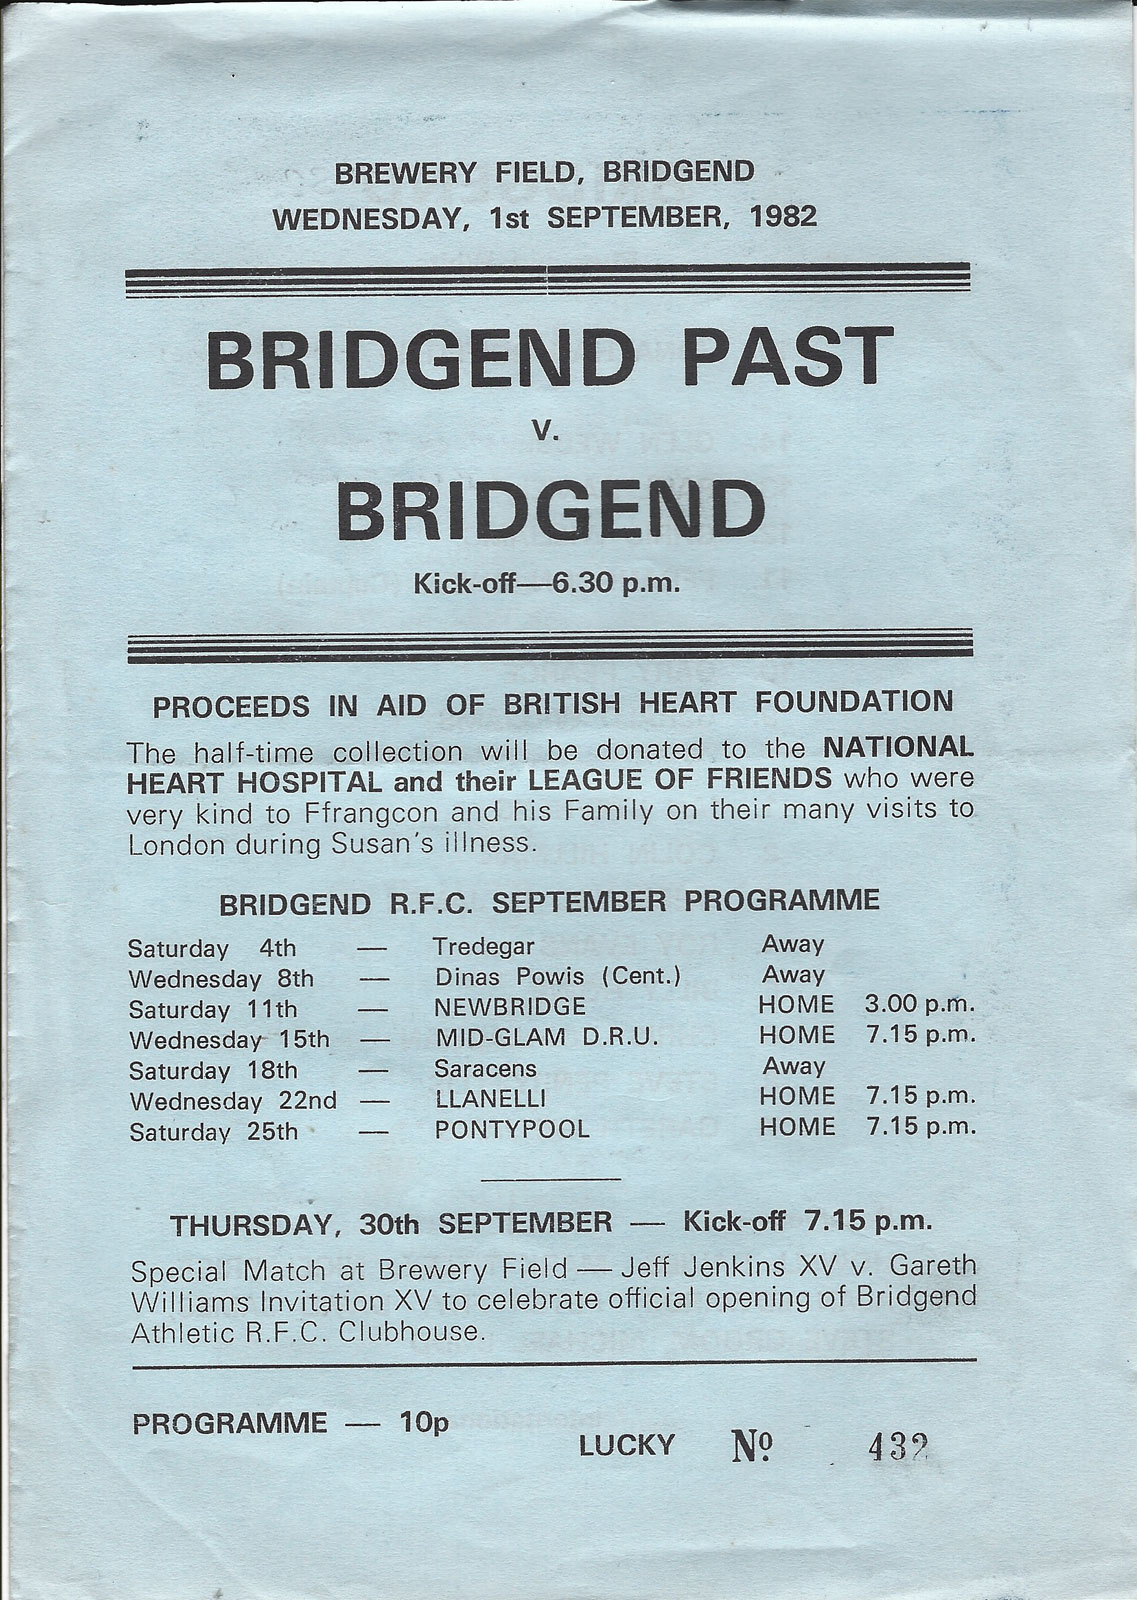 BREWERY FIELD, BRIDGEND
WEDNESDAY, 1st SEPTEMBER, 1982
BRIDGEND PAST
v.
BRIDGEND
Kick-off—6.30 p.m.
PROCEEDS IN AID OF BRITISH HEART FOUNDATION
The half-time collection will be donated to the NATIONAL
HEART HOSPITAL and their LEAGUE OF FRIENDS who were
very kind to Ffrangcon and his Family on their many visits to
London during Susan's illness.
BRIDGEND R.F.C. SEPTEMBER PROGRAMME
Saturday 4th — Tredegar Away
Wednesday 8th — Dinas Powis (Cent.) Away
Saturday 11th — NEWBRIDGE HOME 3.00 p.m.
Wednesday 15th — MID-GLAM D.R.U. HOME 7.15 p.m.
Saturday 18th — Saracens Away
Wednesday 22nd — LLANELLI HOME 7.15 p.m.
Saturday 25th — PONTYPOOL HOME 7.15 p.m.
THURSDAY, 30th SEPTEMBER — Kick-off 7.15 p.m.
Special Match at Brewery Field — Jeff Jenkins XV v. Gareth
Williams Invitation XV to celebrate official opening of Bridgend
Athletic R.F.C. Clubhouse.
PROGRAMME — 10p
LUCKY Nº 432